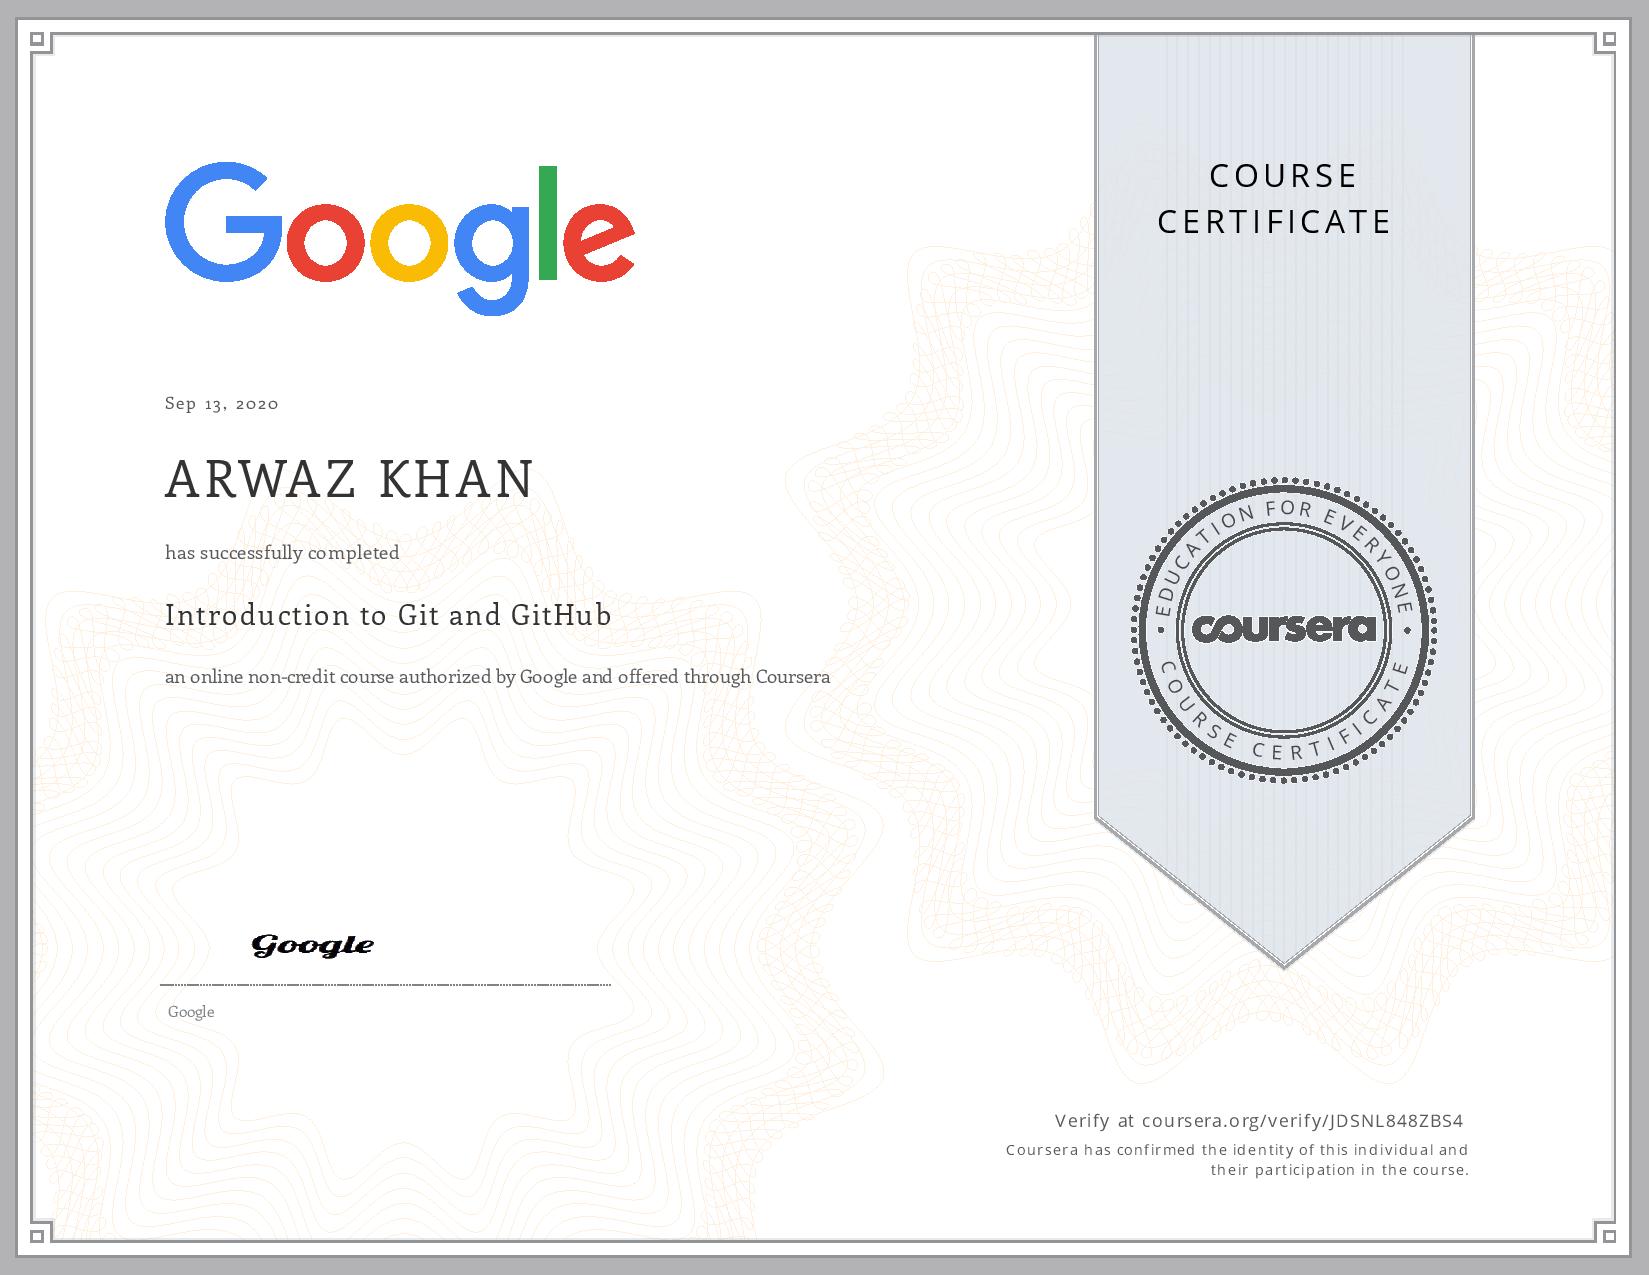 Google
COURSE
CERTIFICATE
Sep 13, 2020
ARWAZ KHAN
has successfully completed
Introduction to Git and GitHub
an online non-credit course authorized by Google and offered through Coursera
EDUCATION FOR EVERYONE
coursera
COURSE CERTIFICATE
Google
Google
Verify at coursera.org/verify/JDSNL848ZBS4
Coursera has confirmed the identity of this individual and
their participation in the course.